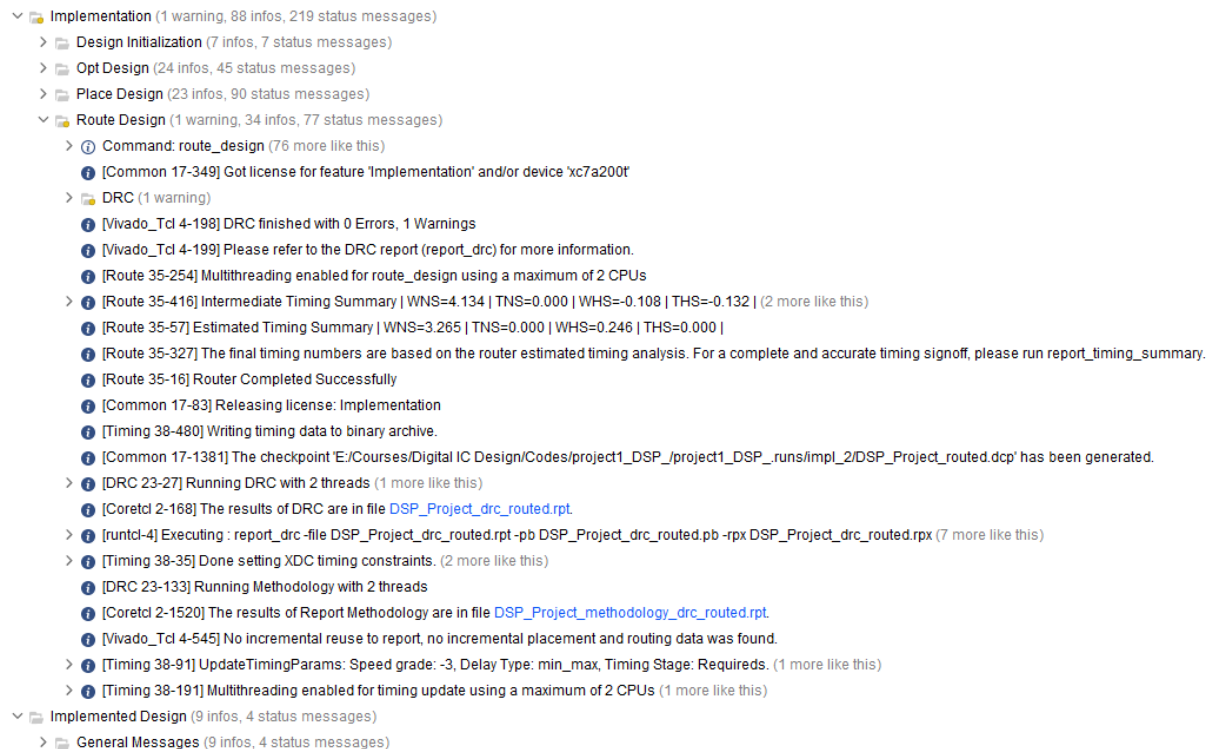 Implementation (1 warning, 88 infos, 219 status messages)
Design Initialization (7 infos, 7 status messages)
Opt Design (24 infos, 45 status messages)
Place Design (23 infos, 90 status messages)
Route Design (1 warning, 34 infos, 77 status messages)
Command: route_design (76 more like this)
[Common 17-349] Got license for feature 'Implementation' and/or device 'xc7a200t'
DRC (1 warning)
[Vivado_Tcl 4-198] DRC finished with 0 Errors, 1 Warnings
[Vivado_Tcl 4-199] Please refer to the DRC report (report_drc) for more information.
[Route 35-254] Multithreading enabled for route_design using a maximum of 2 CPUs
[Route 35-416] Intermediate Timing Summary | WNS=4.134 | TNS=0.000 | WHS=-0.108 | THS=-0.132 | (2 more like this)
[Route 35-57] Estimated Timing Summary | WNS=3.265 | TNS=0.000 | WHS=0.246 | THS=0.000 |
[Route 35-327] The final timing numbers are based on the router estimated timing analysis. For a complete and accurate timing signoff, please run report_timing_summary.
[Route 35-16] Router Completed Successfully
[Common 17-83] Releasing license: Implementation
[Timing 38-480] Writing timing data to binary archive.
[Common 17-1381] The checkpoint 'E:/Courses/Digital IC Design/Codes/project1_DSP_/project1_DSP_.runs/impl_2/DSP_Project_routed.dcp' has been generated.
[DRC 23-27] Running DRC with 2 threads (1 more like this)
[Coretcl 2-168] The results of DRC are in file DSP_Project_drc_routed.rpt.
[runtcl-4] Executing : report_drc -file DSP_Project_drc_routed.rpt -pb DSP_Project_drc_routed.pb -rpx DSP_Project_drc_routed.rpx (7 more like this)
[Timing 38-35] Done setting XDC timing constraints. (2 more like this)
[DRC 23-133] Running Methodology with 2 threads
[Coretcl 2-1520] The results of Report Methodology are in file DSP_Project_methodology_drc_routed.rpt.
[Vivado_Tcl 4-545] No incremental reuse to report, no incremental placement and routing data was found.
[Timing 38-91] UpdateTimingParams: Speed grade: -3, Delay Type: min_max, Timing Stage: Requireds. (1 more like this)
[Timing 38-191] Multithreading enabled for timing update using a maximum of 2 CPUs (1 more like this)
Implemented Design (9 infos, 4 status messages)
General Messages (9 infos, 4 status messages)